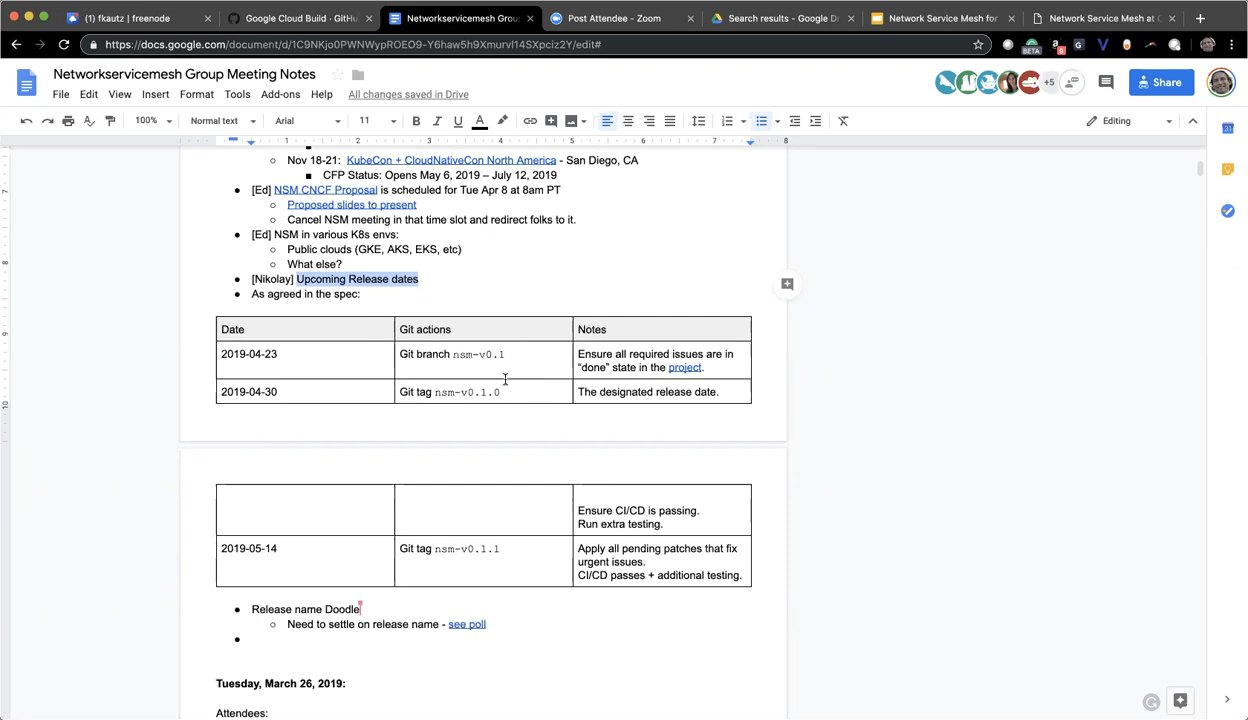 (1) fkautz | freenode
Google Cloud Build · GitHu
Networkservicemesh Group
Post Attendee - Zoom
Search results - Google Dr
Network Service Mesh for
Network Service Mesh at C
https://docs.google.com/document/d/1C9NKjo0PWNWypROEO9-Y6haw5h9Xmurvl14SXpciz2Y/edit#
BETA
Networkservicemesh Group Meeting Notes
File Edit View Insert Format Tools Add-ons Help All changes saved in Drive
+5
Share
100% Normal text Arial 11
Editing
1 2 3 4 5 6 7 8
Nov 18-21: KubeCon + CloudNativeCon North America - San Diego, CA
CFP Status: Opens May 6, 2019 – July 12, 2019
[Ed] NSM CNCF Proposal is scheduled for Tue Apr 8 at 8am PT
Proposed slides to present
Cancel NSM meeting in that time slot and redirect folks to it.
[Ed] NSM in various K8s envs:
Public clouds (GKE, AKS, EKS, etc)
What else?
[Nikolay] Upcoming Release dates
As agreed in the spec:
Date Git actions Notes
2019-04-23 Git branch nsm-v0.1 Ensure all required issues are in
“done” state in the project.
2019-04-30 Git tag nsm-v0.1.0 The designated release date.
Ensure CI/CD is passing.
Run extra testing.
2019-05-14 Git tag nsm-v0.1.1 Apply all pending patches that fix
urgent issues.
CI/CD passes + additional testing.
Release name Doodle
Need to settle on release name - see poll
Tuesday, March 26, 2019:
Attendees: